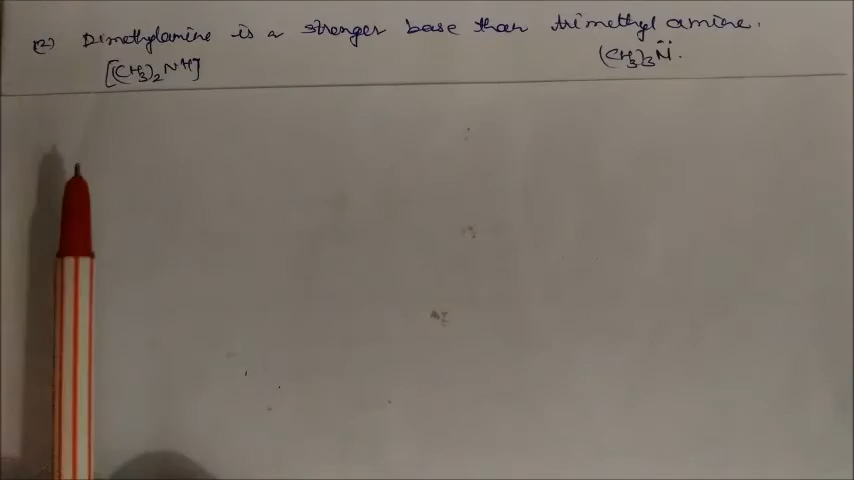 (2) Dimethylamine is a stronger base than trimethyl amine.
[(CH3)2NH] (CH3)3N̈.